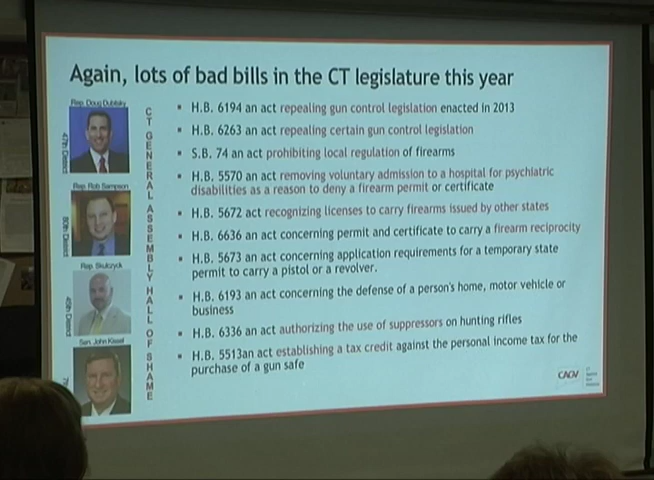 Again, lots of bad bills in the CT legislature this year
Rep. Doug Dubitsky
47th District
Rep. Rob Sampson
80th District
Rep. Skulczyck
45th District
Sen. John Kissel
CT GENERAL ASSEMBLY HALL OF SHAME
▪ H.B. 6194 an act repealing gun control legislation enacted in 2013
▪ H.B. 6263 an act repealing certain gun control legislation
▪ S.B. 74 an act prohibiting local regulation of firearms
▪ H.B. 5570 an act removing voluntary admission to a hospital for psychiatric
disabilities as a reason to deny a firearm permit or certificate
▪ H.B. 5672 act recognizing licenses to carry firearms issued by other states
▪ H.B. 6636 an act concerning permit and certificate to carry a firearm reciprocity
▪ H.B. 5673 an act concerning application requirements for a temporary state
permit to carry a pistol or a revolver.
▪ H.B. 6193 an act concerning the defense of a person's home, motor vehicle or
business
▪ H.B. 6336 an act authorizing the use of suppressors on hunting rifles
▪ H.B. 5513an act establishing a tax credit against the personal income tax for the
purchase of a gun safe
CAGV